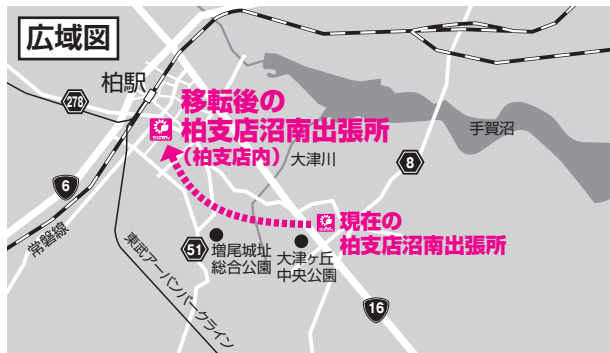 広域図
柏駅
278
移転後の
柏支店沼南出張所
(柏支店内)
大津川
手賀沼
8
6
常磐線
現在の
柏支店沼南出張所
51
増尾城址
総合公園
大津ヶ丘
中央公園
東武アーバンパークライン
16